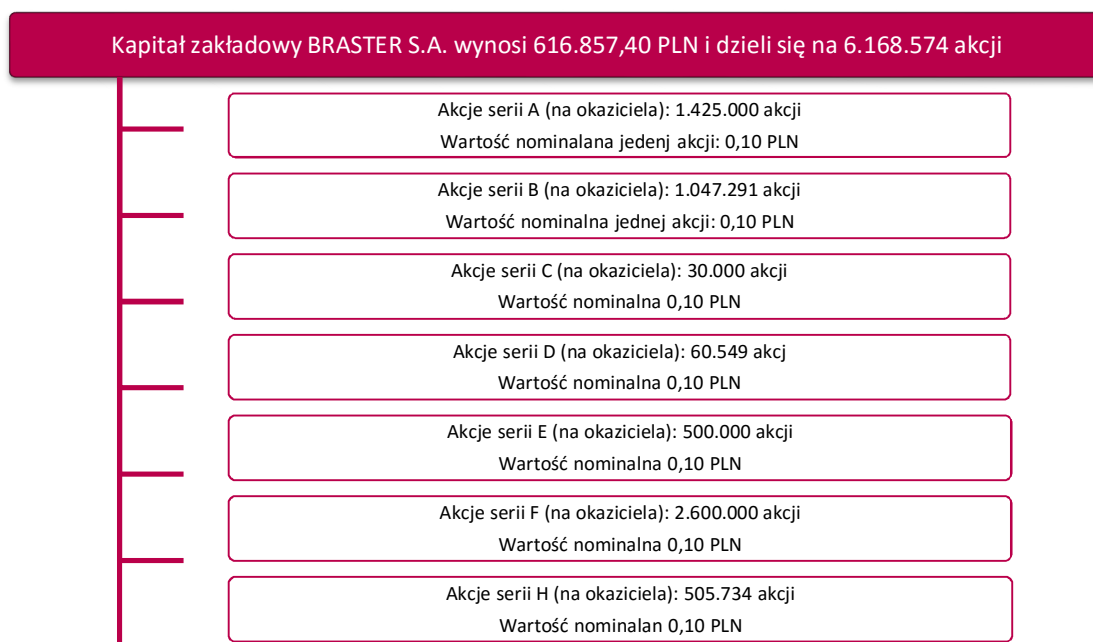 Kapitał zakładowy BRASTER S.A. wynosi 616.857,40 PLN i dzieli się na 6.168.574 akcji
Akcje serii A (na okaziciela): 1.425.000 akcji
Wartość nominalana jedenj akcji: 0,10 PLN
Akcje serii B (na okaziciela): 1.047.291 akcji
Wartość nominalna jednej akcji: 0,10 PLN
Akcje serii C (na okaziciela): 30.000 akcji
Wartość nominalna 0,10 PLN
Akcje serii D (na okaziciela): 60.549 akcj
Wartość nominalna 0,10 PLN
Akcje serii E (na okaziciela): 500.000 akcji
Wartość nominalna 0,10 PLN
Akcje serii F (na okaziciela): 2.600.000 akcji
Wartość nominalna 0,10 PLN
Akcje serii H (na okaziciela): 505.734 akcji
Wartość nominalan 0,10 PLN